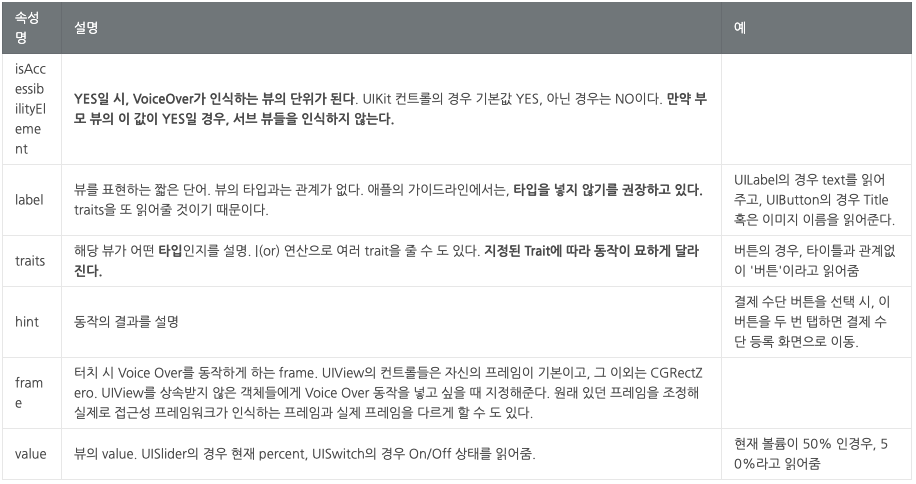 속성
명
설명
예
isAcc
essib
ilityEl
eme
nt
YES일 시, VoiceOver가 인식하는 뷰의 단위가 된다. UIKit 컨트롤의 경우 기본값 YES, 아닌 경우는 NO이다. 만약 부
모 뷰의 이 값이 YES일 경우, 서브 뷰들을 인식하지 않는다.
label
뷰를 표현하는 짧은 단어. 뷰의 타입과는 관계가 없다. 애플의 가이드라인에서는, 타입을 넣지 않기를 권장하고 있다.
traits을 또 읽어줄 것이기 때문이다.
UILabel의 경우 text를 읽어
주고, UIButton의 경우 Title
혹은 이미지 이름을 읽어준다.
traits
해당 뷰가 어떤 타입인지를 설명. |(or) 연산으로 여러 trait을 줄 수 도 있다. 지정된 Trait에 따라 동작이 묘하게 달라
진다.
버튼의 경우, 타이틀과 관계없
이 '버튼'이라고 읽어줌
hint
동작의 결과를 설명
결제 수단 버튼을 선택 시, 이
버튼을 두 번 탭하면 결제 수
단 등록 화면으로 이동.
fram
e
터치 시 Voice OVer를 동작하게 하는 frame. UIView의 컨트롤들은 자신의 프레임이 기본이고, 그 이외는 CGRectZ
ero. UIView를 상속받지 않은 객체들에게 Voice Over 동작을 넣고 싶을 때 지정해준다. 원래 있던 프레임을 조정해
실제로 접근성 프레임워크가 인식하는 프레임과 실제 프레임을 다르게 할 수 도 있다.
value
뷰의 value. UISlider의 경우 현재 percent, UISwitch의 경우 On/Off 상태를 읽어줌.
현재 볼륨이 50% 인경우, 5
0%라고 읽어줌